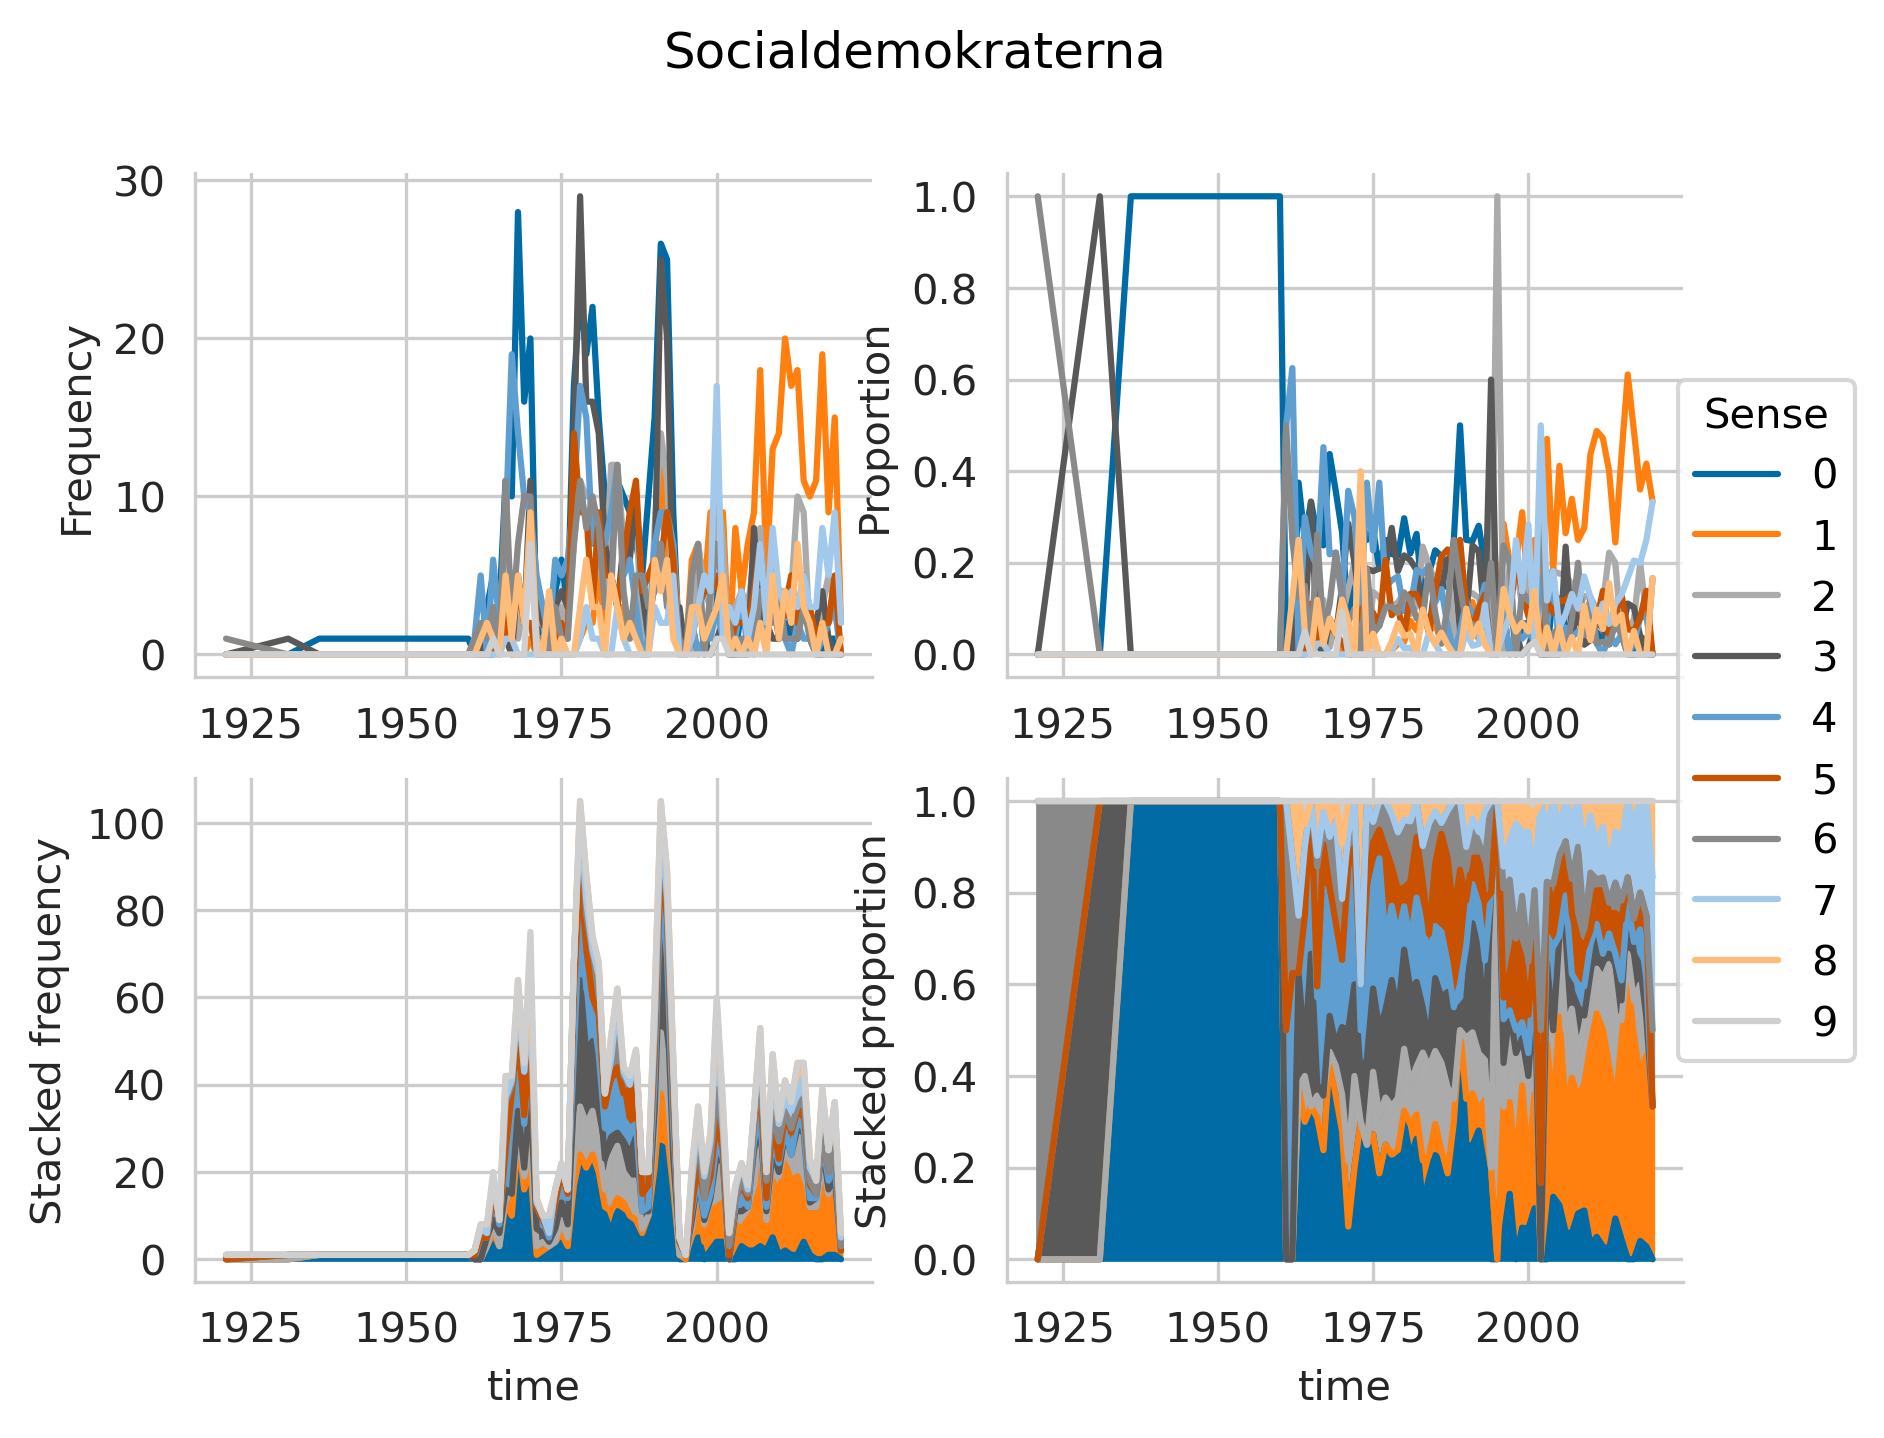 Socialdemokraterna
Frequency
30
20
10
0
1925 1950 1975 2000
Proportion
1.0
0.8
0.6
0.4
0.2
0.0
1925 1950 1975 2000
Stacked frequency
100
80
60
40
20
0
1925 1950 1975 2000
time
Stacked proportion
1.0
0.8
0.6
0.4
0.2
0.0
1925 1950 1975 2000
time
Sense
0
1
2
3
4
5
6
7
8
9